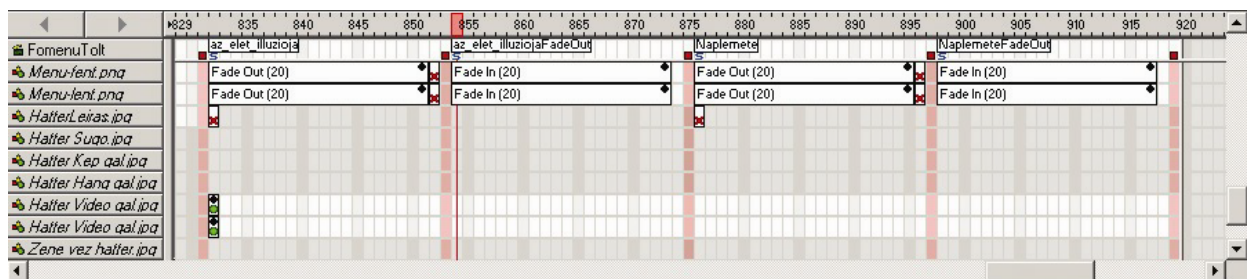 829 835 840 845 850 855 860 865 870 875 880 885 890 895 900 905 910 915 920
FomenuTolt az_elet_illuzioja az_elet_illuziojaFadeOut Naplemete NaplemeteFadeOut
S S S S
Menu-fent.png Fade Out (20) Fade In (20) Fade Out (20) Fade In (20)
Menu-lent.png Fade Out (20) Fade In (20) Fade Out (20) Fade In (20)
HatterLeiras.jpg
Hatter Sugo.jpg
Hatter Kep gal.jpg
Hatter Hang gal.jpg
Hatter Video gal.jpg
Hatter Video gal.jpg
Zene vez hatter.jpg